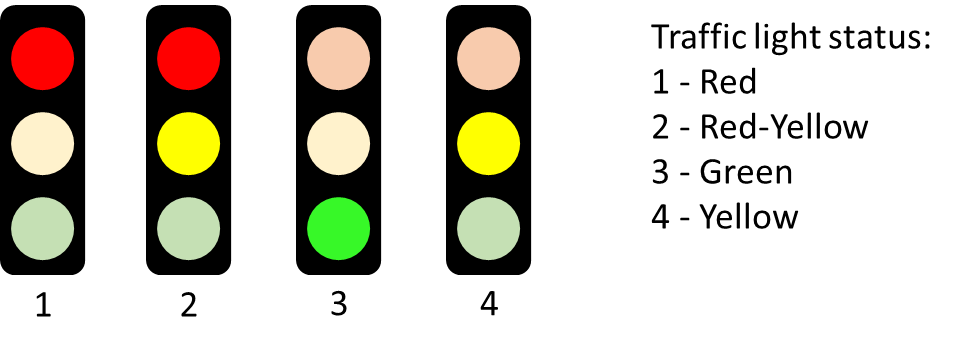 Traffic light status:
1 - Red
2 - Red-Yellow
3 - Green
4 - Yellow
1 2 3 4